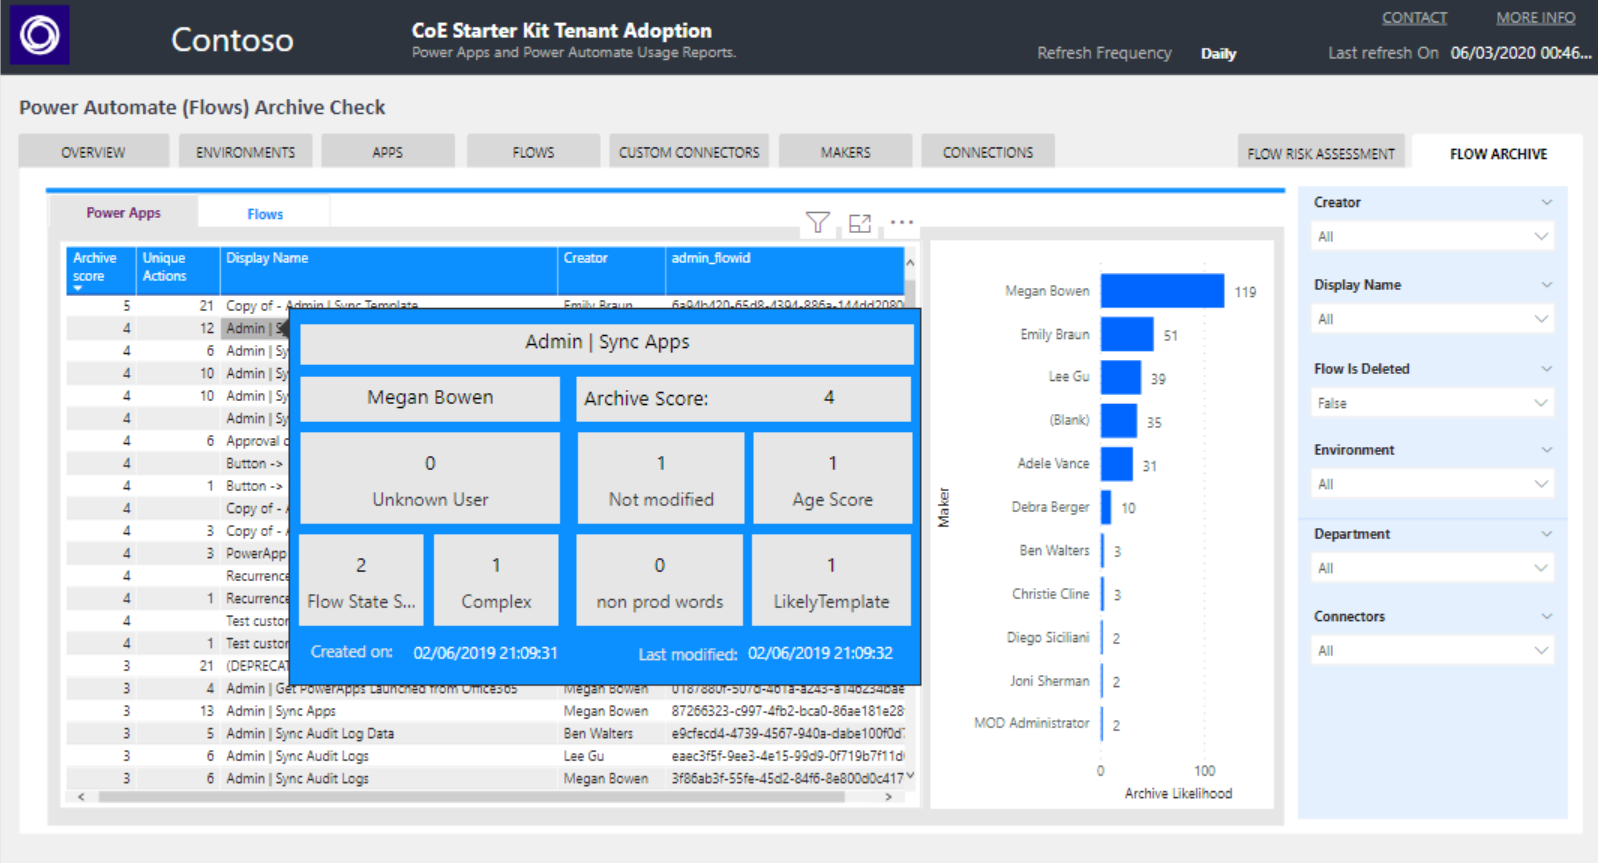 Contoso
CoE Starter Kit Tenant Adoption
Power Apps and Power Automate Usage Reports.
Refresh Frequency Daily
CONTACT MORE INFO
Last refresh On 06/03/2020 00:46...
Power Automate (Flows) Archive Check
OVERVIEW ENVIRONMENTS APPS FLOWS CUSTOM CONNECTORS MAKERS CONNECTIONS FLOW RISK ASSESSMENT FLOW ARCHIVE
Power Apps Flows
Archive score Unique Actions Display Name Creator admin_flowid
5 21 Copy of - Admin | Sync Template Emily Braun 6a94b420-65d8-4394-886a-144dd2080
4 12 Admin | S
4 6 Admin | Sy
4 10 Admin | Sy
4 10 Admin | Sy
4 Admin | Sy
4 6 Approval
4 Button ->
4 1 Button ->
4 Copy of -
4 3 Copy of -
4 3 PowerApp
4 Recurrence
4 1 Recurrence
4 Test custo
4 1 Test custo
3 21 (DEPRECAT
3 4 Admin | Get PowerApps Launched from Office365 Megan Bowen 0187880f-507d-461a-a243-a146234bae
3 13 Admin | Sync Apps Megan Bowen 87266323-c997-4fb2-bca0-86ae181e28
3 5 Admin | Sync Audit Log Data Ben Walters e9cfecd4-4739-4567-940a-dabe100f0d
3 6 Admin | Sync Audit Logs Lee Gu eaec3f5f-9ee3-4e15-99d9-0f719b7f11d
3 6 Admin | Sync Audit Logs Megan Bowen 3f86ab3f-55fe-45d2-84f6-8e800d0c417
Admin | Sync Apps
Megan Bowen
Archive Score: 4
0
Unknown User
1
Not modified
1
Age Score
2
Flow State S...
1
Complex
0
non prod words
1
LikelyTemplate
Created on: 02/06/2019 21:09:31
Last modified: 02/06/2019 21:09:32
Maker
Megan Bowen 119
Emily Braun 51
Lee Gu 39
(Blank) 35
Adele Vance 31
Debra Berger 10
Ben Walters 3
Christie Cline 3
Diego Siciliani 2
Joni Sherman 2
MOD Administrator 2
0 100
Archive Likelihood
Creator
All
Display Name
All
Flow Is Deleted
False
Environment
All
Department
All
Connectors
All